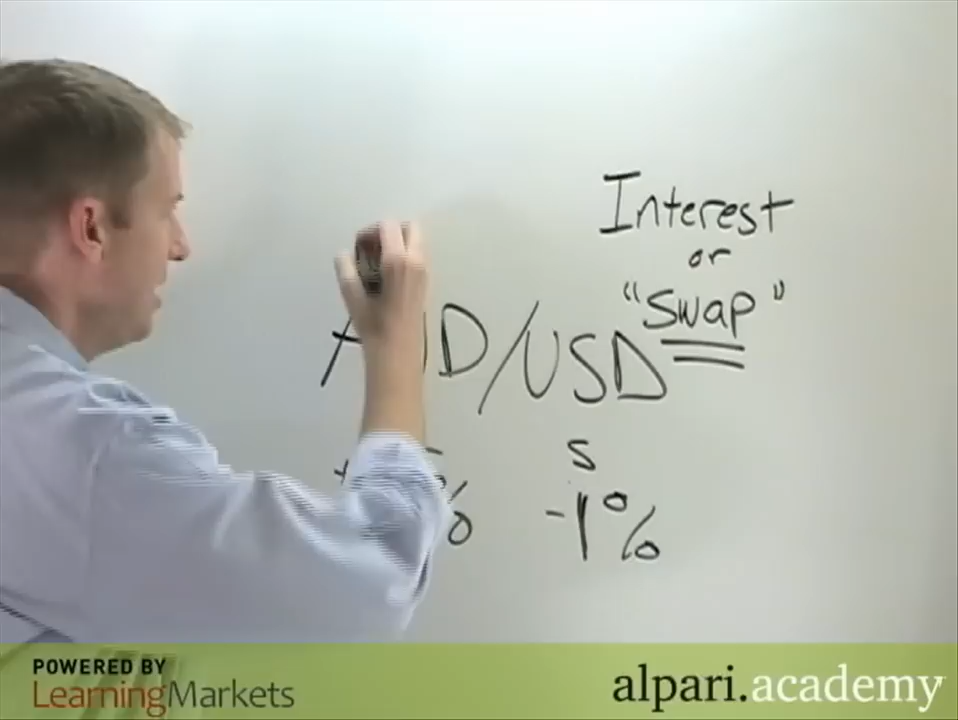 Interest
or
"Swap"
/USD
S
-1%
POWERED BY
LearningMarkets
alpari.academy